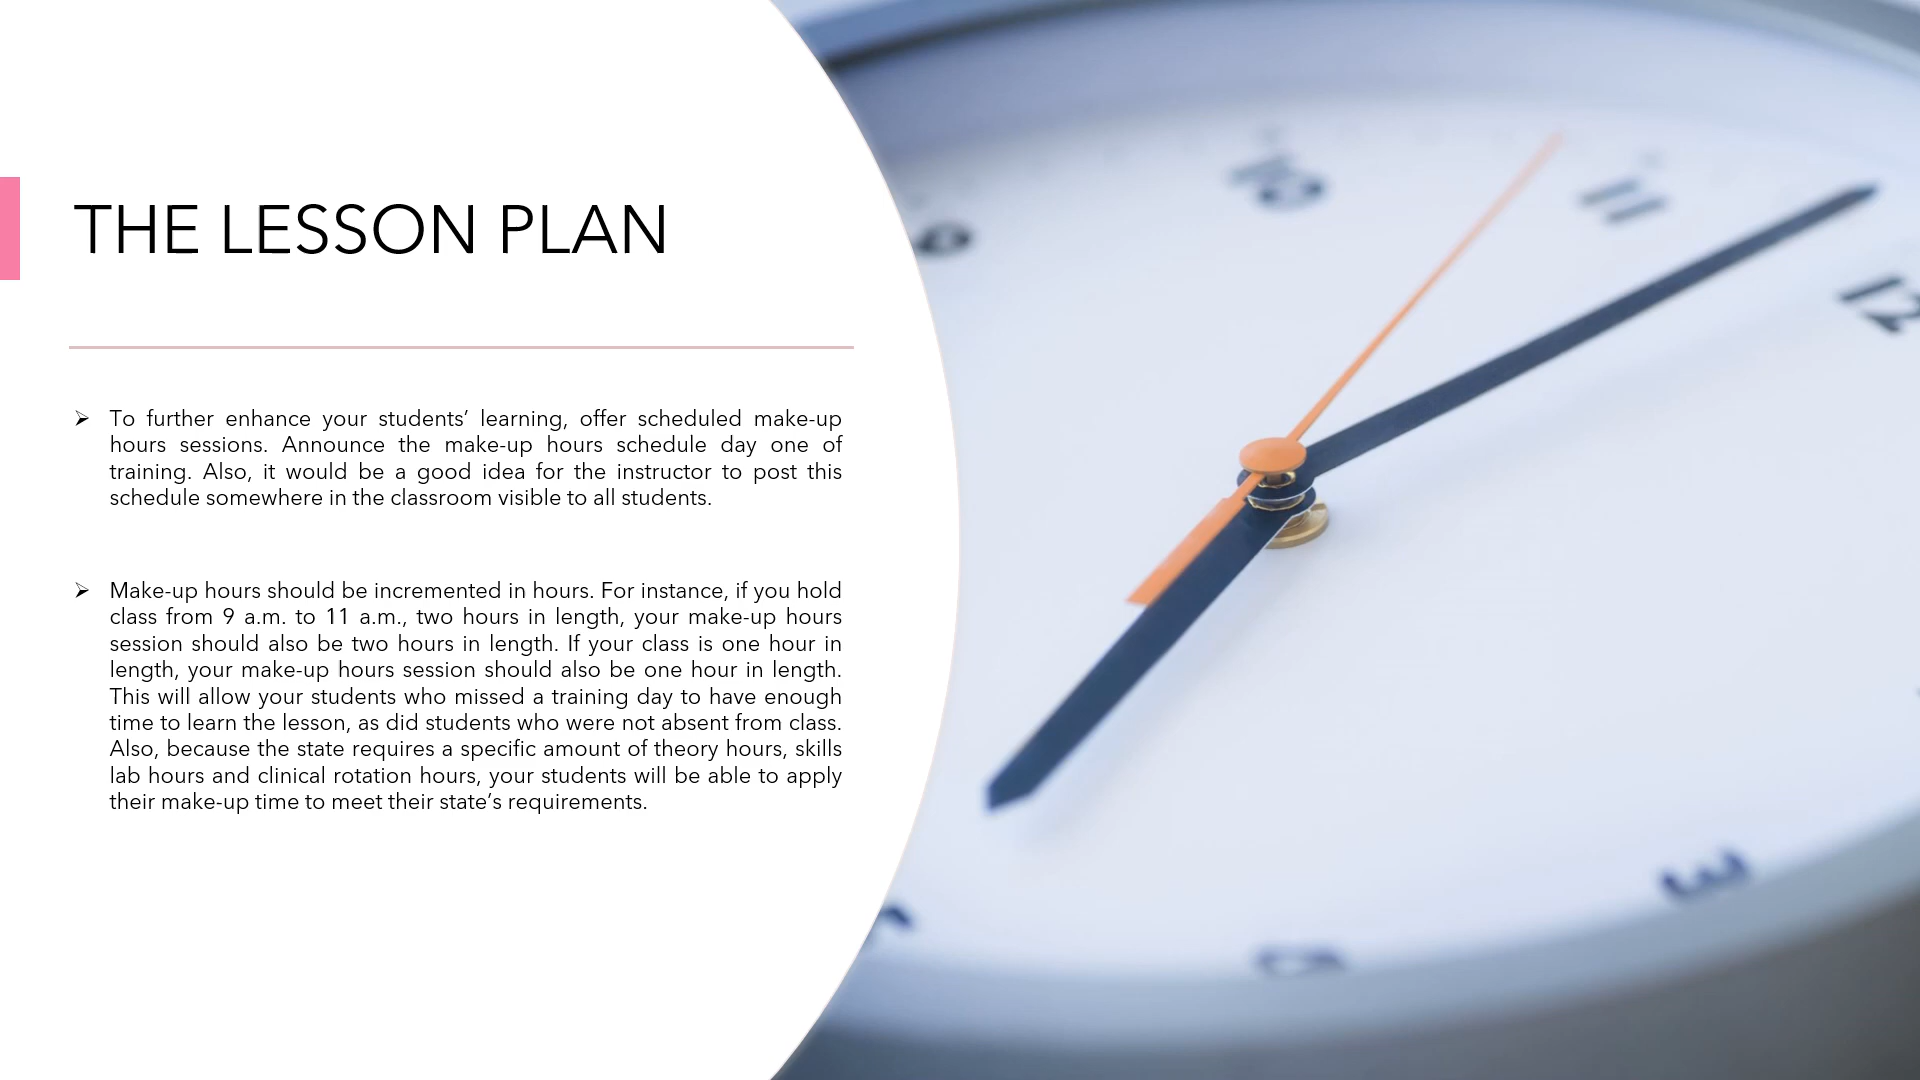 THE LESSON PLAN
➢ To further enhance your students’ learning, offer scheduled make-up
hours sessions. Announce the make-up hours schedule day one of
training. Also, it would be a good idea for the instructor to post this
schedule somewhere in the classroom visible to all students.
➢ Make-up hours should be incremented in hours. For instance, if you hold
class from 9 a.m. to 11 a.m., two hours in length, your make-up hours
session should also be two hours in length. If your class is one hour in
length, your make-up hours session should also be one hour in length.
This will allow your students who missed a training day to have enough
time to learn the lesson, as did students who were not absent from class.
Also, because the state requires a specific amount of theory hours, skills
lab hours and clinical rotation hours, your students will be able to apply
their make-up time to meet their state’s requirements.
9
10
11
12
3